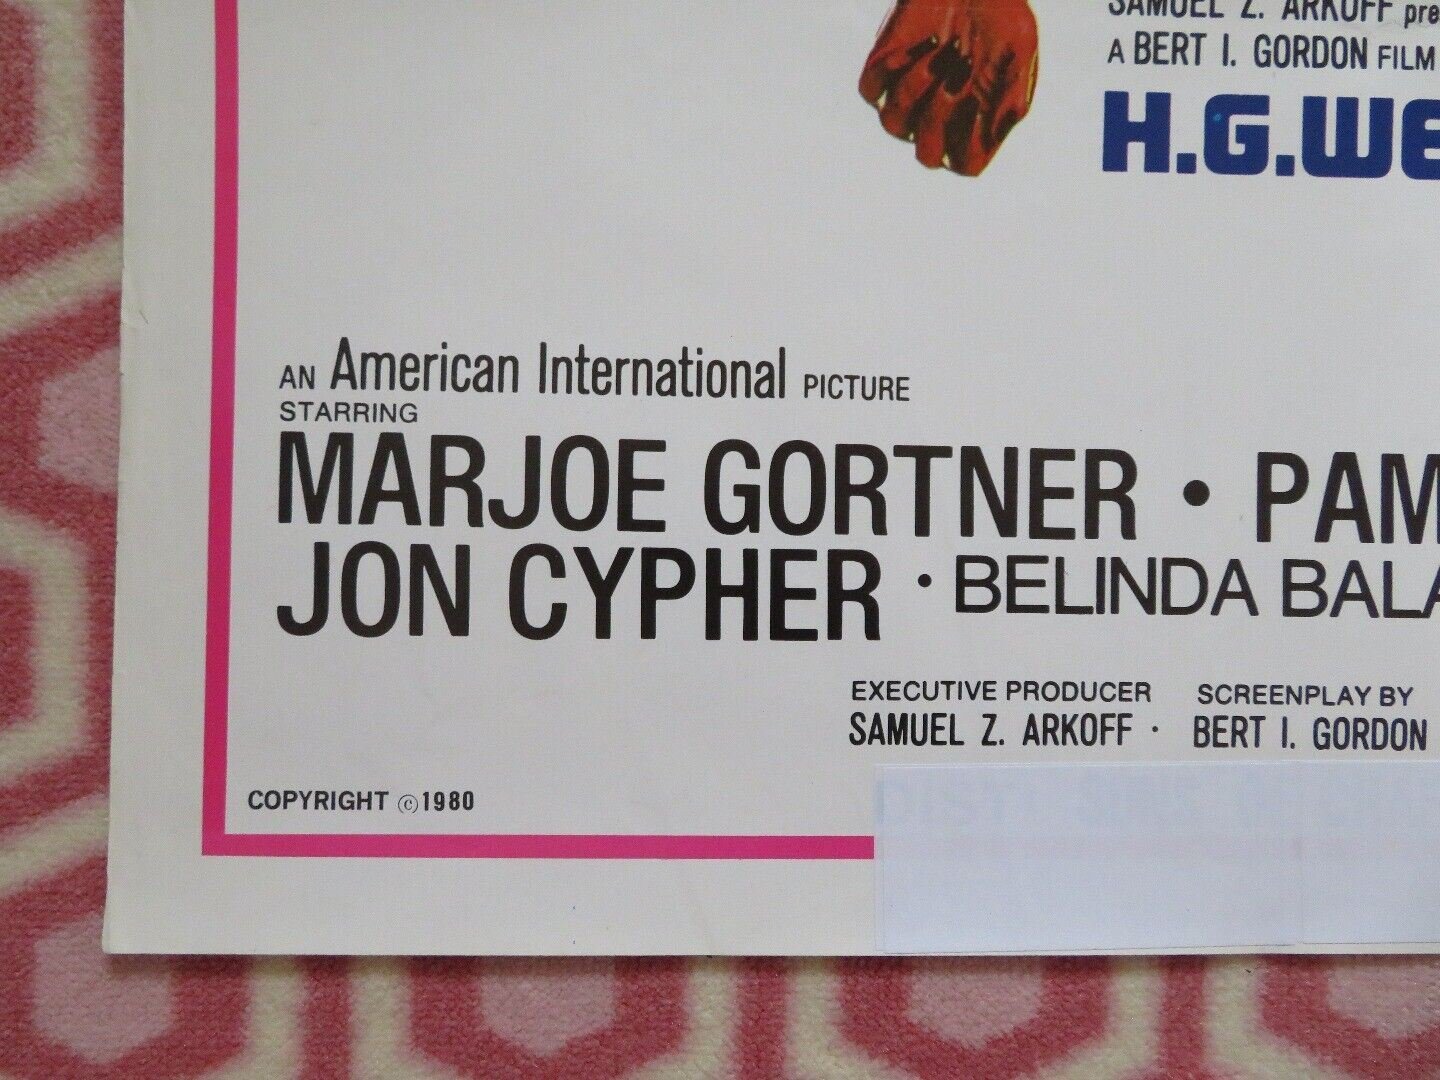 SAMUEL Z. ARKOFF pre
A BERT I. GORDON FILM
H.G.WE
AN American International PICTURE
STARRING
MARJOE GORTNER • PAM
JON CYPHER • BELINDA BALA
EXECUTIVE PRODUCER SCREENPLAY BY
SAMUEL Z. ARKOFF · BERT I. GORDON
COPYRIGHT ©1980